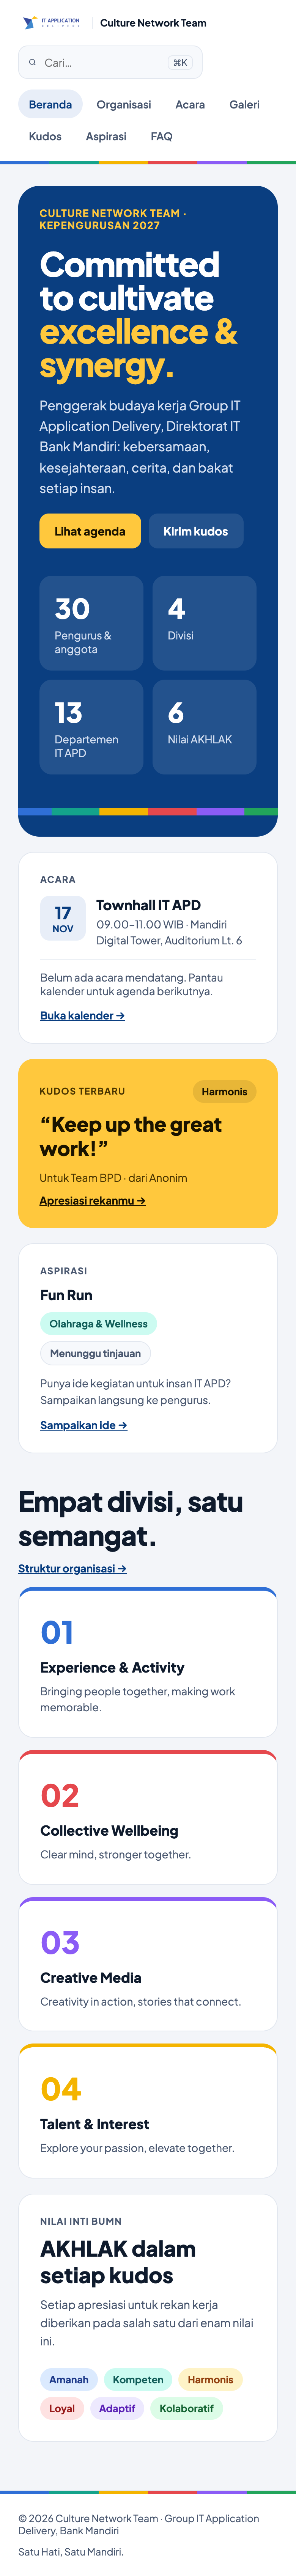 IT APPLICATION
DELIVERY
Culture Network Team
Cari...
⌘K
Beranda
Organisasi
Acara
Galeri
Kudos
Aspirasi
FAQ
CULTURE NETWORK TEAM ·
KEPENGURUSAN 2027
Committed
to cultivate
excellence &
synergy.
Penggerak budaya kerja Group IT
Application Delivery, Direktorat IT
Bank Mandiri: kebersamaan,
kesejahteraan, cerita, dan bakat
setiap insan.
Lihat agenda
Kirim kudos
30
Pengurus &
anggota
4
Divisi
13
Departemen
IT APD
6
Nilai AKHLAK
ACARA
17
NOV
Townhall IT APD
09.00–11.00 WIB · Mandiri
Digital Tower, Auditorium Lt. 6
Belum ada acara mendatang. Pantau
kalender untuk agenda berikutnya.
Buka kalender →
KUDOS TERBARU
Harmonis
“Keep up the great
work!”
Untuk Team BPD · dari Anonim
Apresiasi rekanmu →
ASPIRASI
Fun Run
Olahraga & Wellness
Menunggu tinjauan
Punya ide kegiatan untuk insan IT APD?
Sampaikan langsung ke pengurus.
Sampaikan ide →
Empat divisi, satu
semangat.
Struktur organisasi →
01
Experience & Activity
Bringing people together, making work
memorable.
02
Collective Wellbeing
Clear mind, stronger together.
03
Creative Media
Creativity in action, stories that connect.
04
Talent & Interest
Explore your passion, elevate together.
NILAI INTI BUMN
AKHLAK dalam
setiap kudos
Setiap apresiasi untuk rekan kerja
diberikan pada salah satu dari enam nilai
ini.
Amanah
Kompeten
Harmonis
Loyal
Adaptif
Kolaboratif
© 2026 Culture Network Team · Group IT Application
Delivery, Bank Mandiri
Satu Hati, Satu Mandiri.